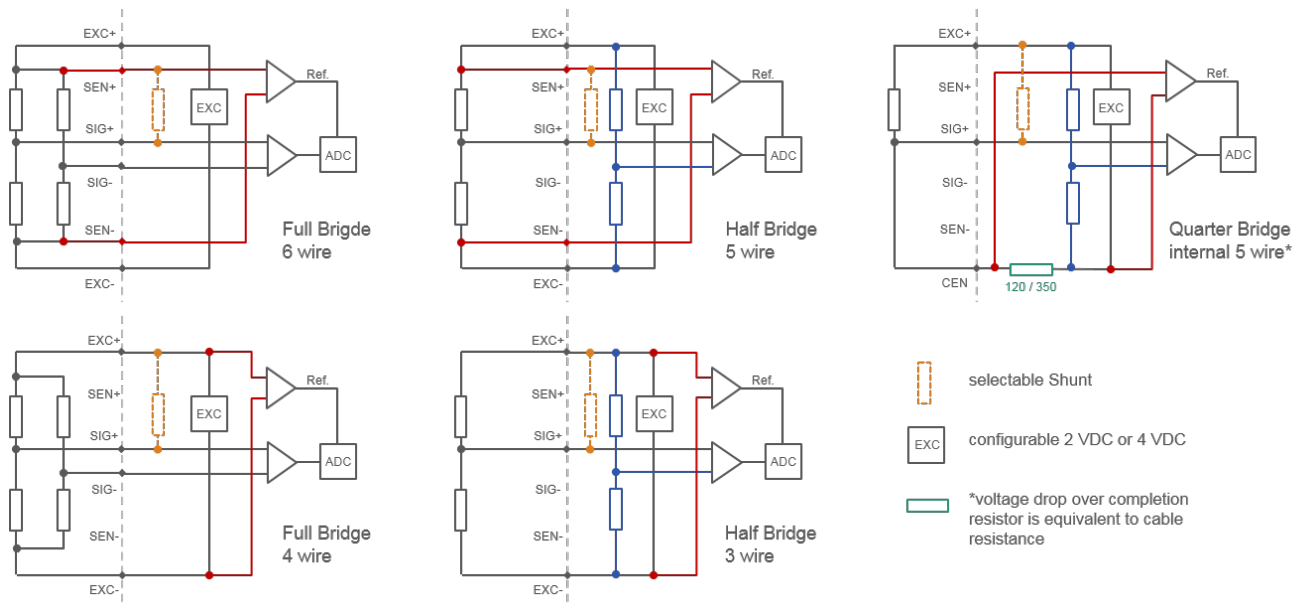 EXC+
SEN+
SIG+
SIG-
SEN-
EXC-
EXC
Ref.
ADC
Full Brigde
6 wire
EXC+
SEN+
SIG+
SIG-
SEN-
EXC-
EXC
Ref.
ADC
Half Bridge
5 wire
EXC+
SEN+
SIG+
SIG-
SEN-
CEN
120 / 350
EXC
Ref.
ADC
Quarter Bridge
internal 5 wire*
EXC+
SEN+
SIG+
SIG-
SEN-
EXC-
EXC
Ref.
ADC
Full Bridge
4 wire
EXC+
SEN+
SIG+
SIG-
SEN-
EXC-
EXC
Ref.
ADC
Half Bridge
3 wire
selectable Shunt
EXC
configurable 2 VDC or 4 VDC
*voltage drop over completion
resistor is equivalent to cable
resistance